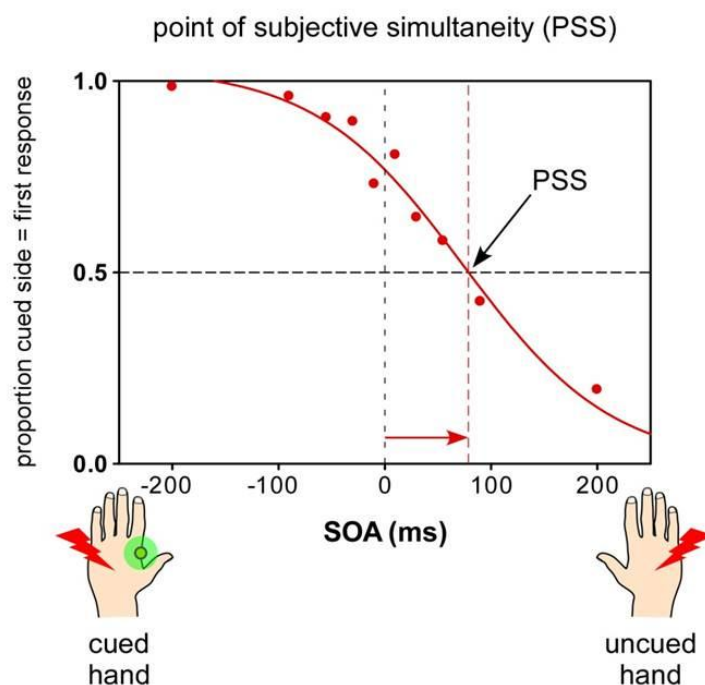 point of subjective simultaneity (PSS)
proportion cued side = first response
1.0
0.5
0.0
PSS
-200 -100 0 100 200
SOA (ms)
cued
hand
uncued
hand